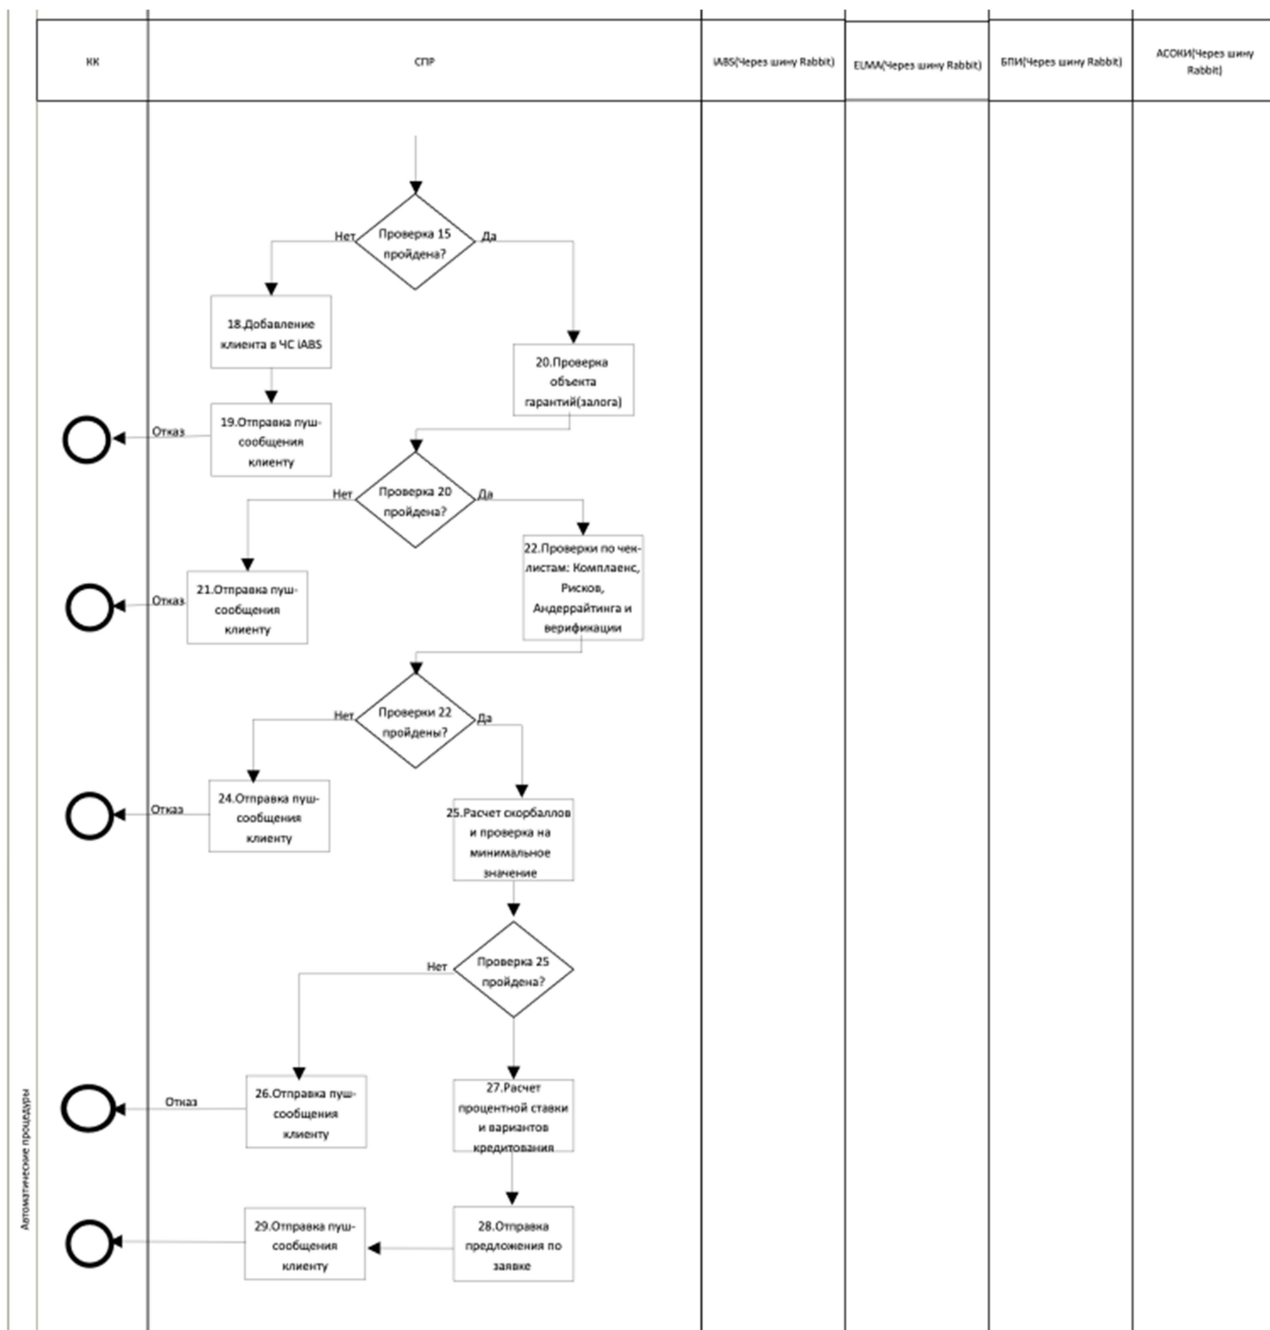 КК
СПР
iABS(Через шину Rabbit)
ELMA(Через шину Rabbit)
БПИ(Через шину Rabbit)
АСОКИ(Через шину
Rabbit)
Проверка 15
пройдена?
Нет
Да
18.Добавление
клиента в ЧС iABS
20.Проверка
объекта
гарантий(залога)
19.Отправка пуш-
сообщения
клиенту
Отказ
Проверка 20
пройдена?
Нет
Да
22.Проверки по чек-
листам: Комплаенс,
Рисков,
Андеррайтинга и
верификации
21.Отправка пуш-
сообщения
клиенту
Отказ
Проверки 22
пройдены?
Нет
Да
24.Отправка пуш-
сообщения
клиенту
Отказ
25.Расчет скорбаллов
и проверка на
минимальное
значение
Проверка 25
пройдена?
Нет
26.Отправка пуш-
сообщения
клиенту
Отказ
27.Расчет
процентной ставки
и вариантов
кредитования
28.Отправка
предложения по
заявке
29.Отправка пуш-
сообщения
клиенту
Автоматические процедуры